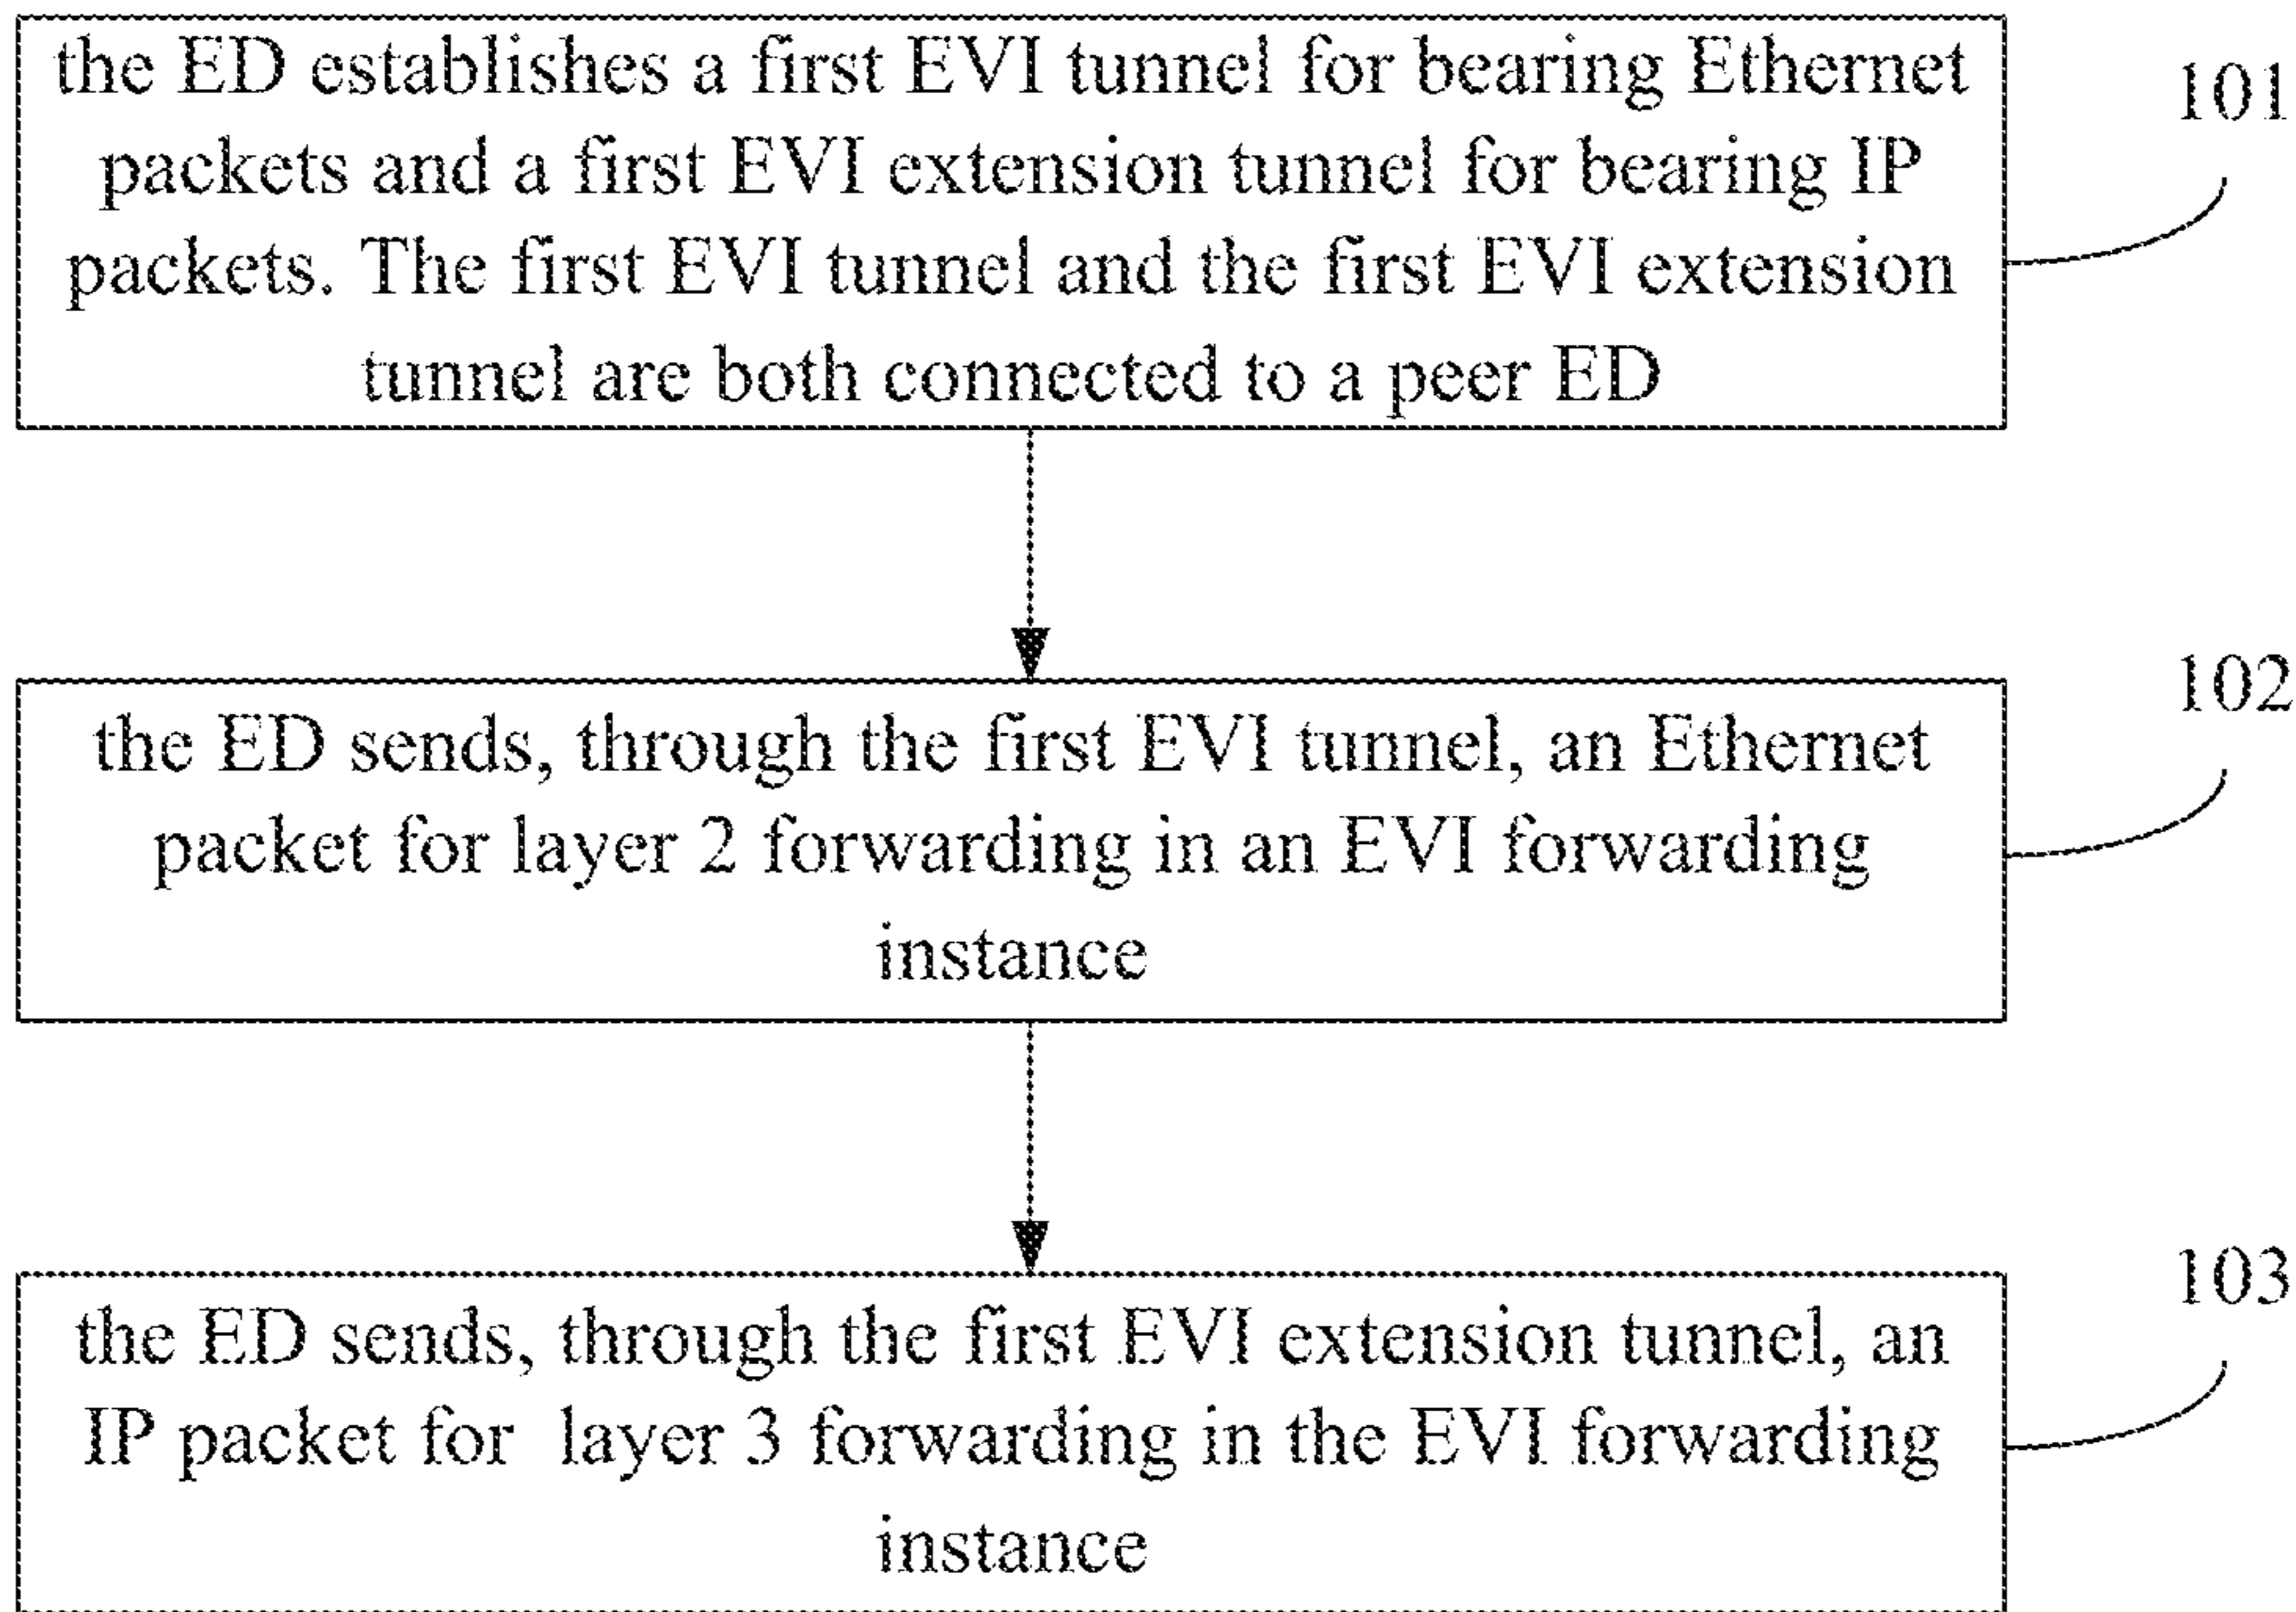 the ED establishes a first EVI tunnel for bearing Ethernet
packets and a first EVI extension tunnel for bearing IP
packets. The first EVI tunnel and the first EVI extension
tunnel are both connected to a peer ED
101
the ED sends, through the first EVI tunnel, an Ethernet
packet for layer 2 forwarding in an EVI forwarding
instance
102
the ED sends, through the first EVI extension tunnel, an
IP packet for layer 3 forwarding in the EVI forwarding
instance
103